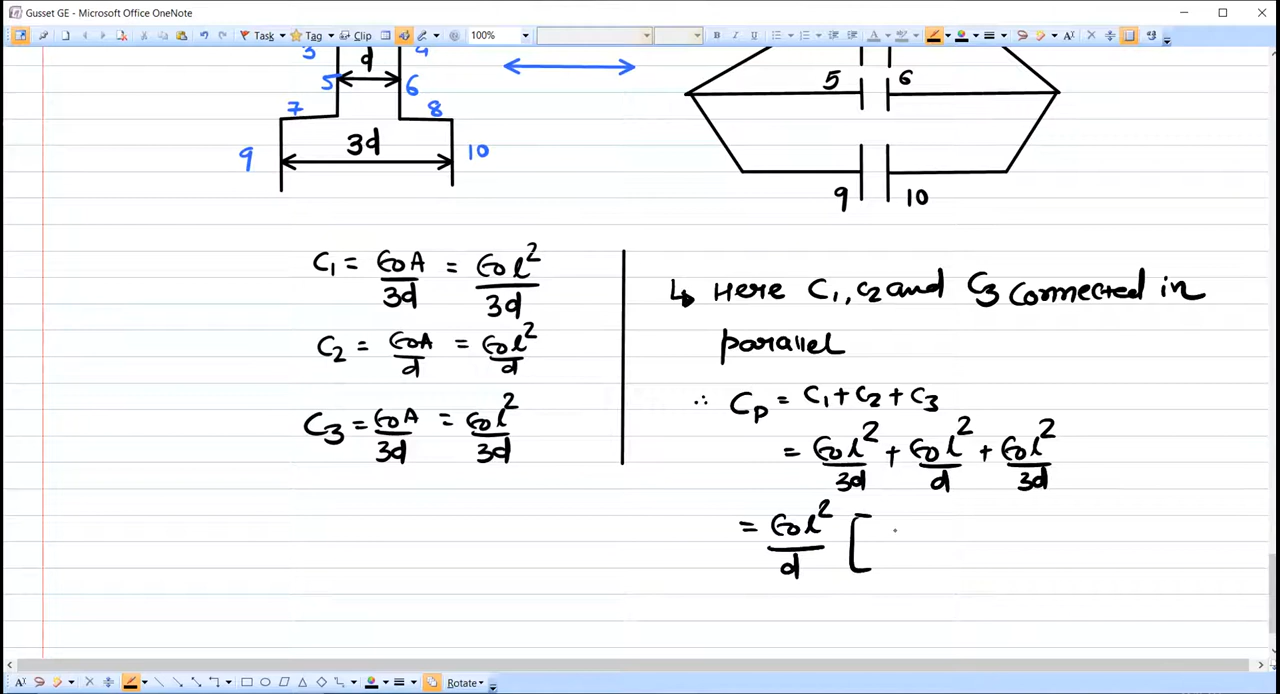 Gusset GE - Microsoft Office OneNote
Task Tag Clip 100%
3 d 4
5 6
7 8
9 3d 10
5 6
9 10
C₁ = ϵ₀A/3d = ϵ₀l²/3d
C₂ = ϵ₀A/d = ϵ₀l²/d
C₃ = ϵ₀A/3d = ϵ₀l²/3d
↳ Here C₁, C₂ and C₃ connected in
parallel
∴ Cp = C₁ + C₂ + C₃
= ϵ₀l²/3d + ϵ₀l²/d + ϵ₀l²/3d
= ϵ₀l²/d [
Rotate